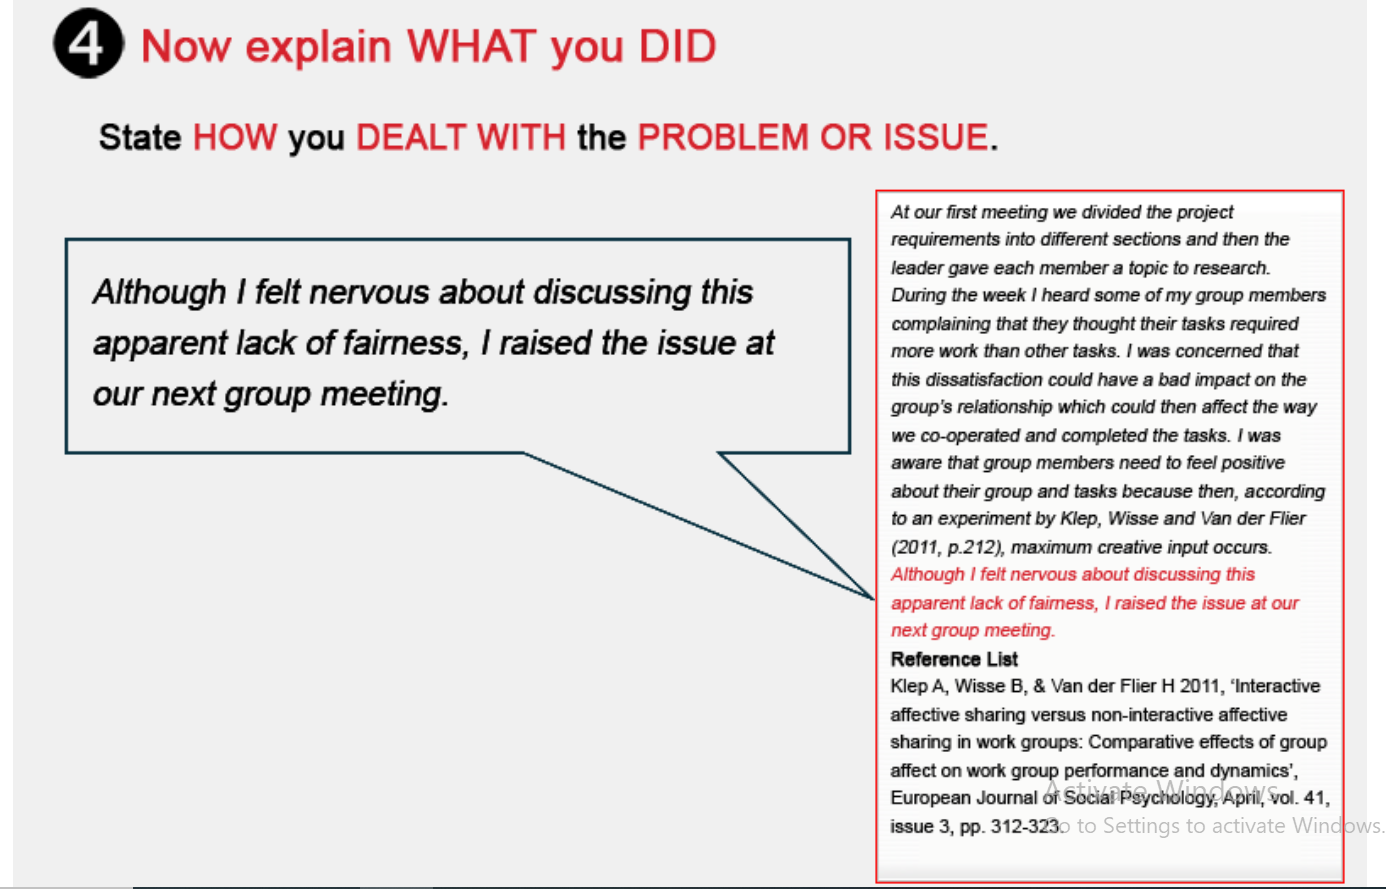 4 Now explain WHAT you DID
State HOW you DEALT WITH the PROBLEM OR ISSUE.
Although I felt nervous about discussing this
apparent lack of fairness, I raised the issue at
our next group meeting.
At our first meeting we divided the project
requirements into different sections and then the
leader gave each member a topic to research.
During the week I heard some of my group members
complaining that they thought their tasks required
more work than other tasks. I was concerned that
this dissatisfaction could have a bad impact on the
group's relationship which could then affect the way
we co-operated and completed the tasks. I was
aware that group members need to feel positive
about their group and tasks because then, according
to an experiment by Klep, Wisse and Van der Flier
(2011, p.212), maximum creative input occurs.
Although I felt nervous about discussing this
apparent lack of fairness, I raised the issue at our
next group meeting.
Reference List
Klep A, Wisse B, & Van der Flier H 2011, ‘Interactive
affective sharing versus non-interactive affective
sharing in work groups: Comparative effects of group
affect on work group performance and dynamics’,
European Journal of Social Psychology, April, vol. 41,
issue 3, pp. 312-323.
Activate Windows
Go to Settings to activate Windows.